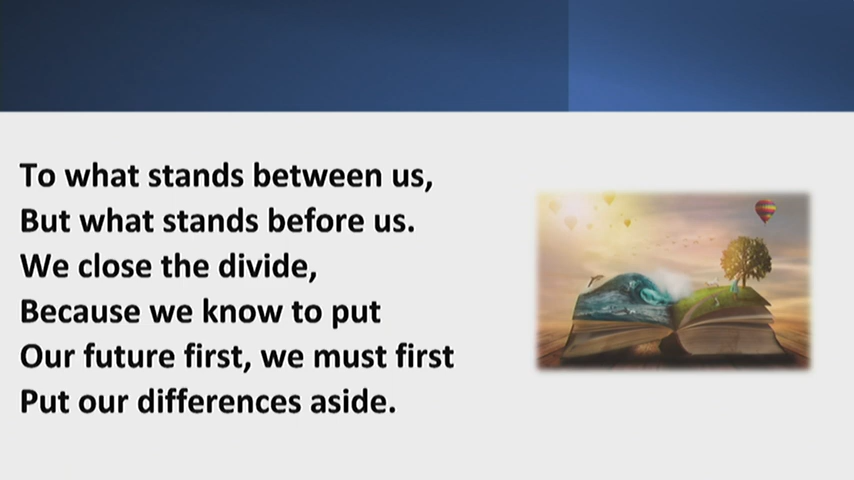 To what stands between us,
But what stands before us.
We close the divide,
Because we know to put
Our future first, we must first
Put our differences aside.